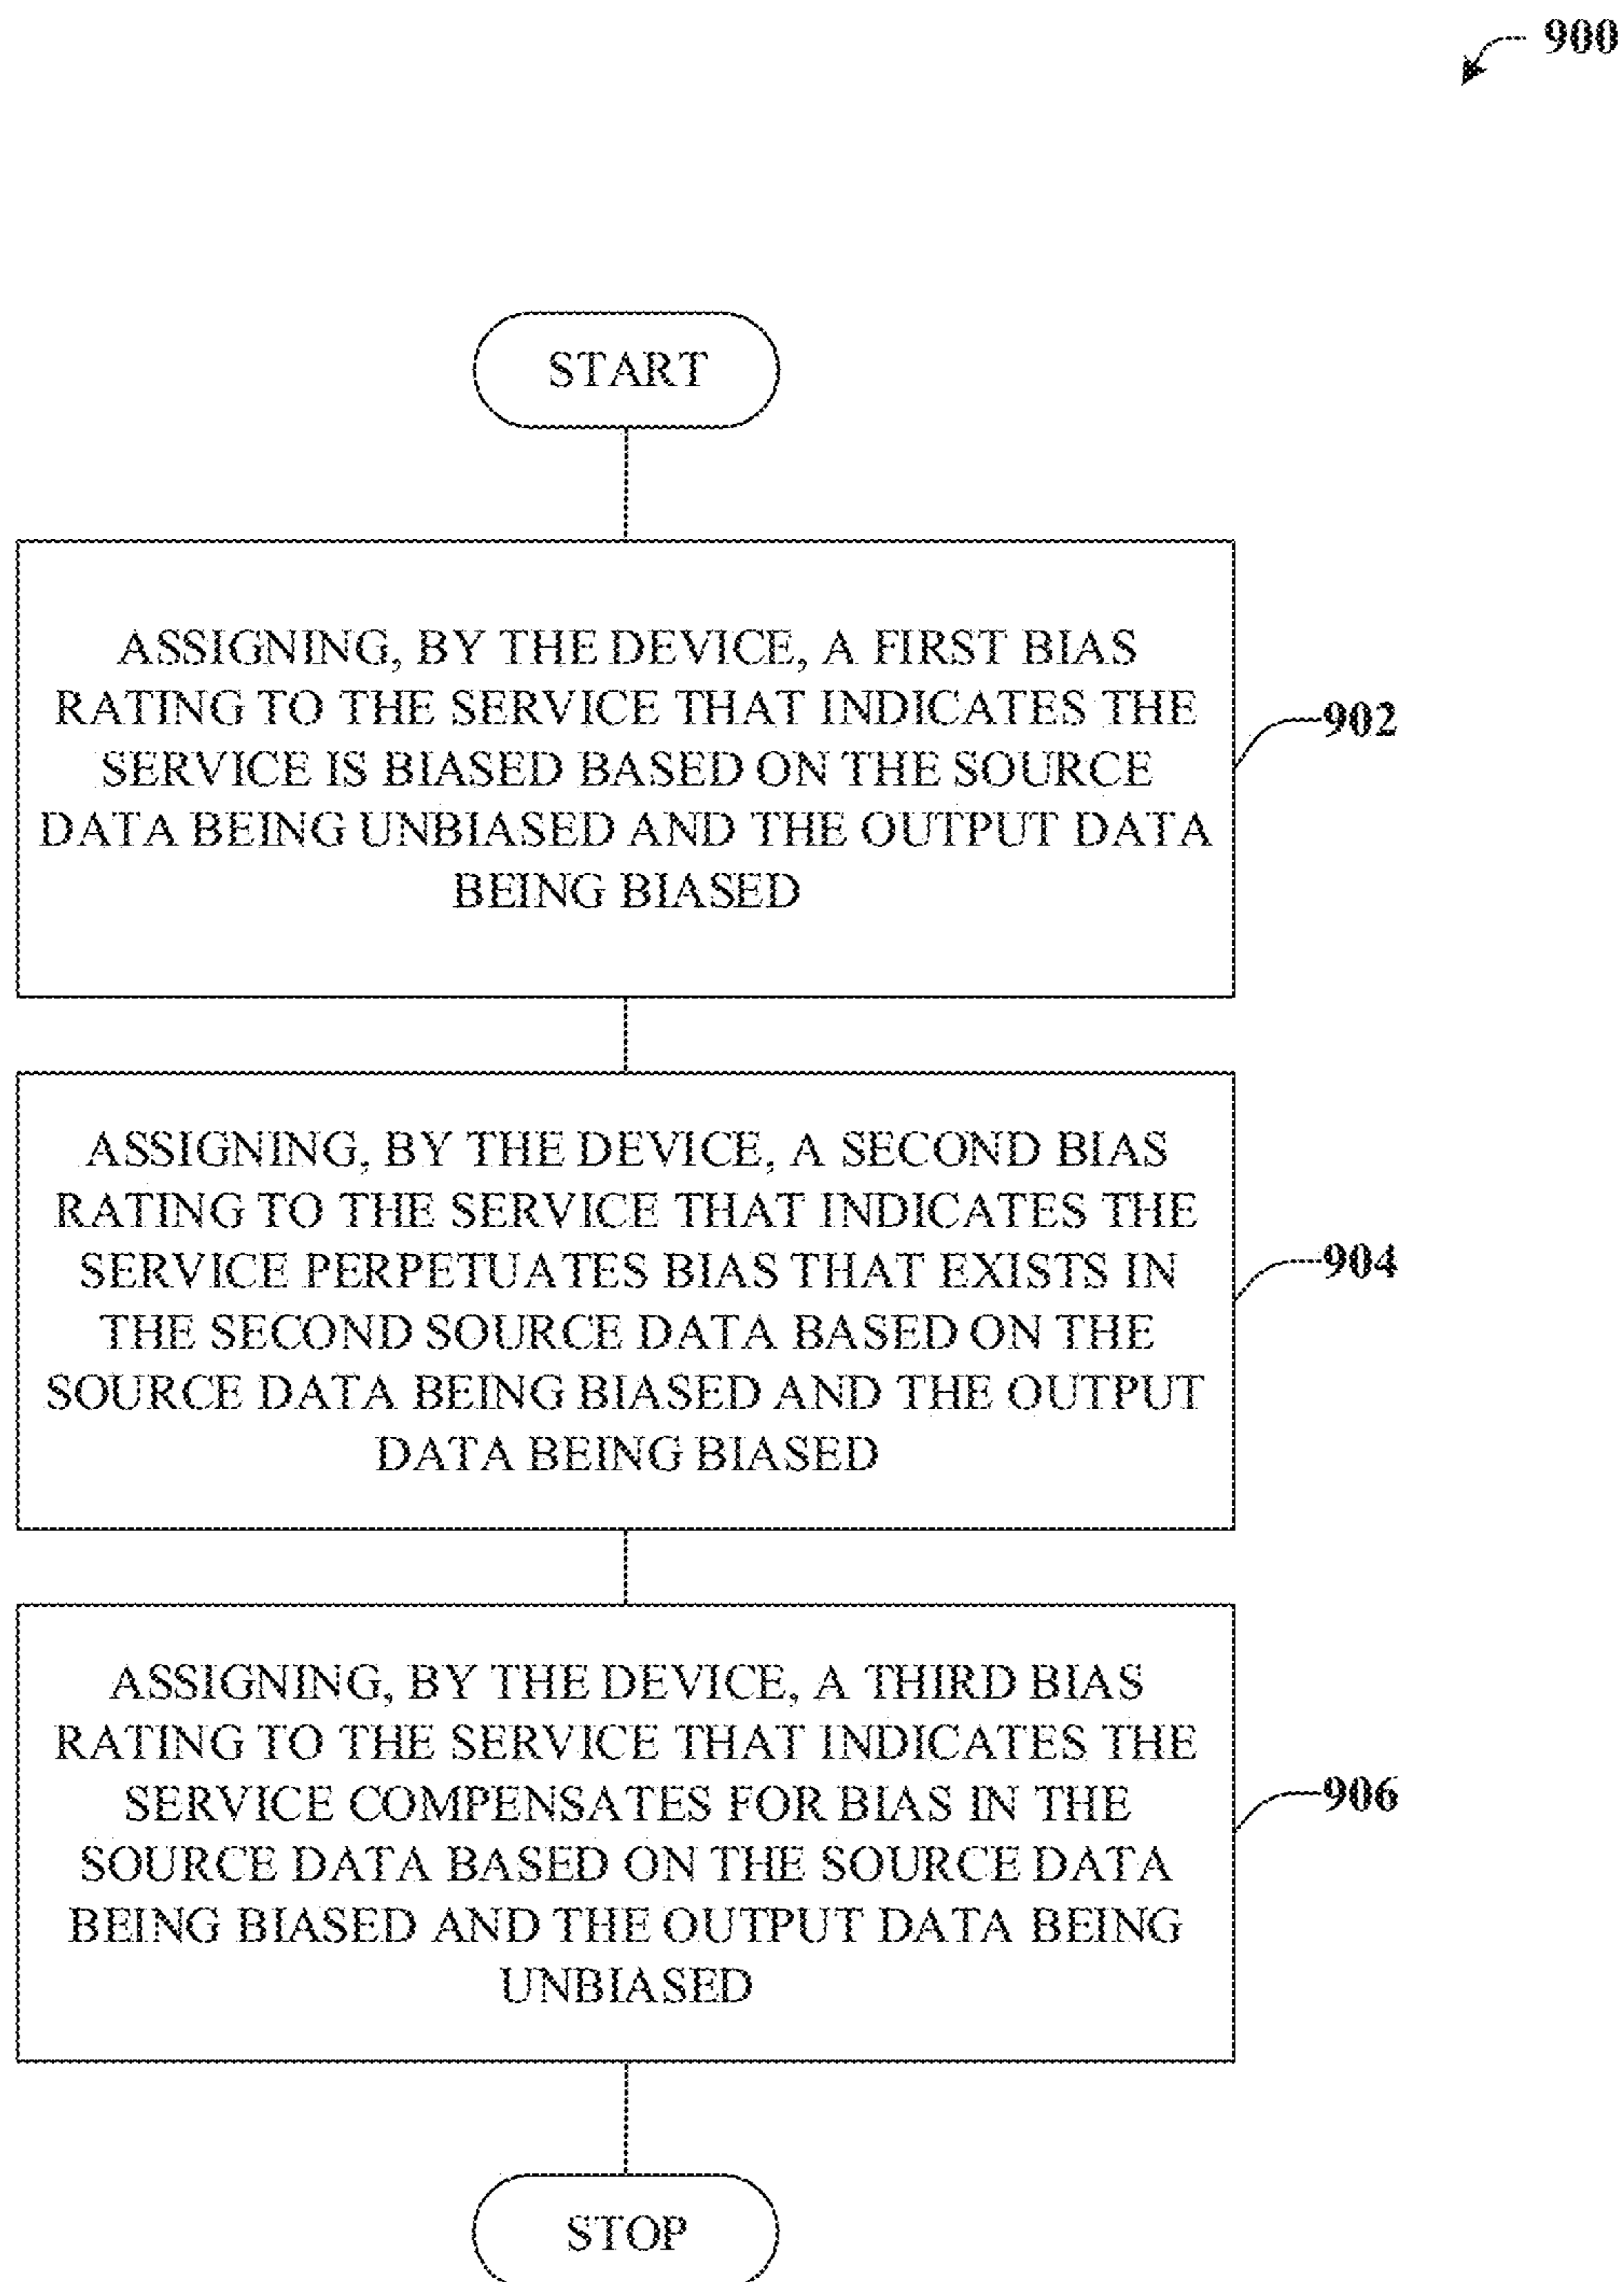 900
START
ASSIGNING, BY THE DEVICE, A FIRST BIAS
RATING TO THE SERVICE THAT INDICATES THE
SERVICE IS BIASED BASED ON THE SOURCE
DATA BEING UNBIASED AND THE OUTPUT DATA
BEING BIASED
902
ASSIGNING, BY THE DEVICE, A SECOND BIAS
RATING TO THE SERVICE THAT INDICATES THE
SERVICE PERPETUATES BIAS THAT EXISTS IN
THE SECOND SOURCE DATA BASED ON THE
SOURCE DATA BEING BIASED AND THE OUTPUT
DATA BEING BIASED
904
ASSIGNING, BY THE DEVICE, A THIRD BIAS
RATING TO THE SERVICE THAT INDICATES THE
SERVICE COMPENSATES FOR BIAS IN THE
SOURCE DATA BASED ON THE SOURCE DATA
BEING BIASED AND THE OUTPUT DATA BEING
UNBIASED
906
STOP